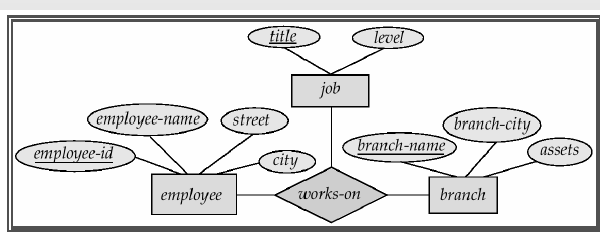 title
level
job
employee-name
street
branch-city
employee-id
city
branch-name
assets
employee
works-on
branch